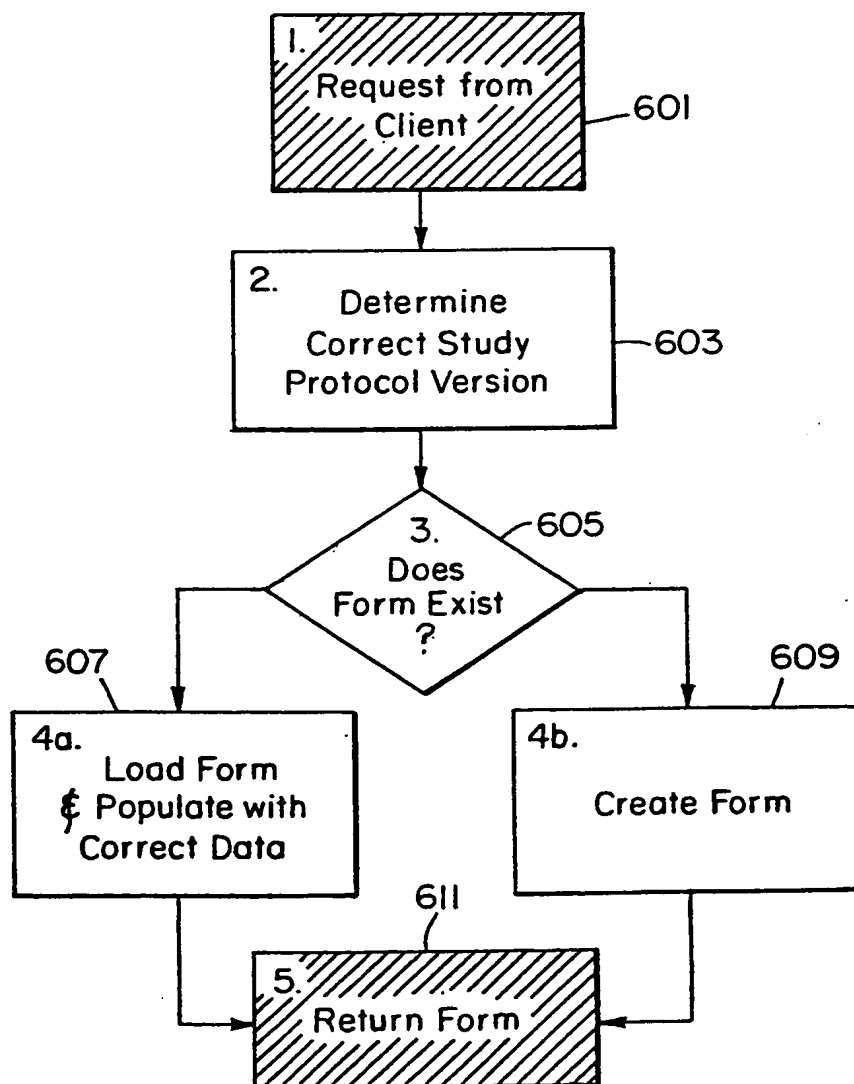 1.
Request from
Client
601
2.
Determine
Correct Study
Protocol Version
603
3.
Does
Form Exist
?
605
607
4a.
Load Form
& Populate with
Correct Data
609
4b.
Create Form
611
5.
Return Form